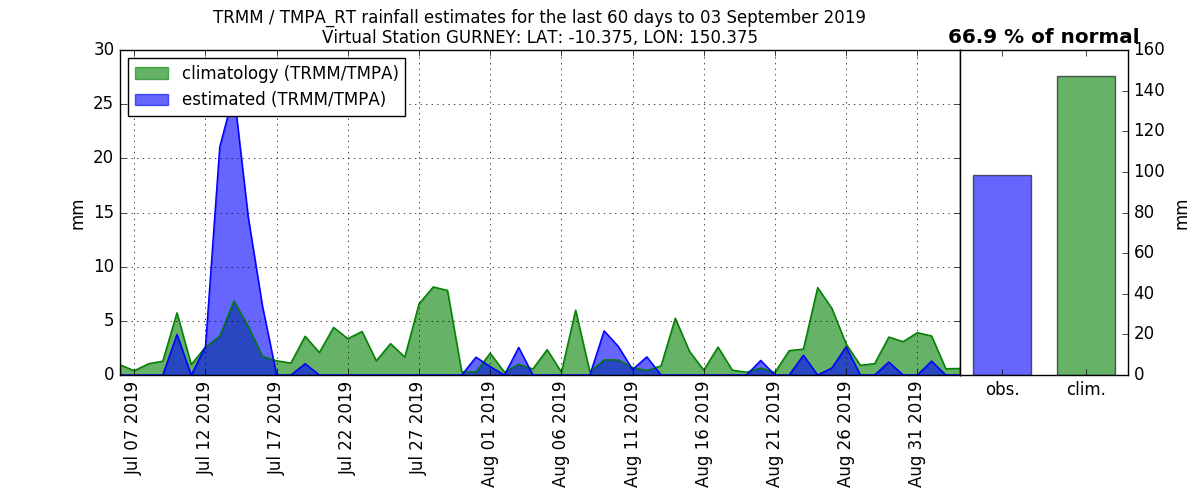 TRMM / TMPA_RT rainfall estimates for the last 60 days to 03 September 2019
Virtual Station GURNEY: LAT: -10.375, LON: 150.375
66.9 % of normal
climatology (TRMM/TMPA)
estimated (TRMM/TMPA)
mm
30
25
20
15
10
5
0
Jul 07 2019
Jul 12 2019
Jul 17 2019
Jul 22 2019
Jul 27 2019
Aug 01 2019
Aug 06 2019
Aug 11 2019
Aug 16 2019
Aug 21 2019
Aug 26 2019
Aug 31 2019
obs.
clim.
160
140
120
100
80
60
40
20
0
mm